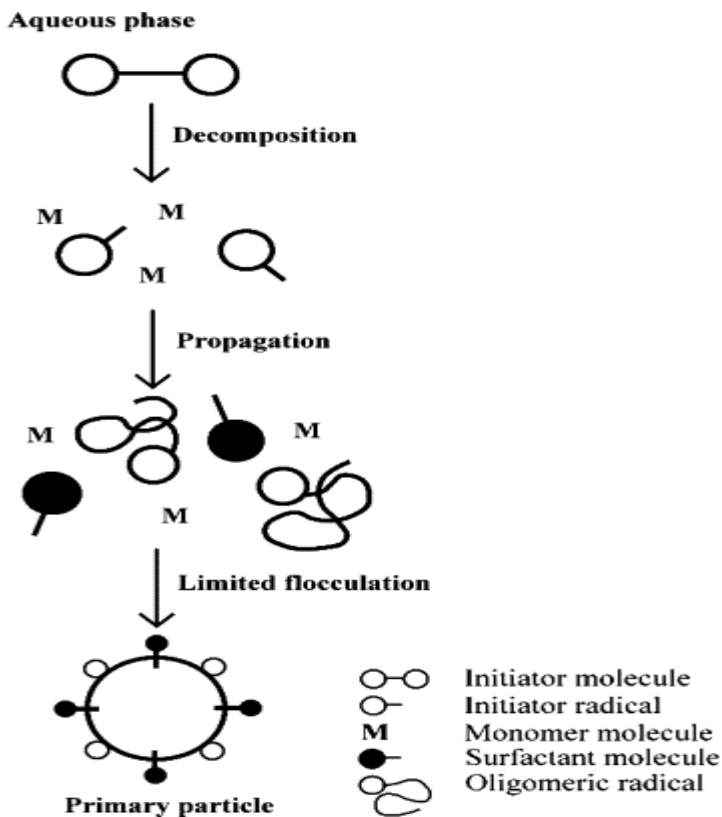 Aqueous phase
Decomposition
M
M
M
Propagation
M
M
M
Limited flocculation
Initiator molecule
Initiator radical
M Monomer molecule
Surfactant molecule
Oligomeric radical
Primary particle